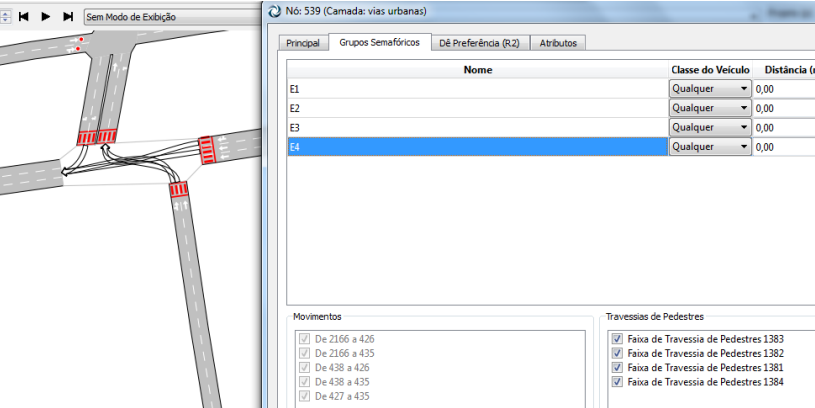 Sem Modo de Exibição
Nó: 539 (Camada: vias urbanas)
Principal Grupos Semafóricos Dê Preferência (R2) Atributos
Nome Classe do Veículo Distância (
E1 Qualquer 0,00
E2 Qualquer 0,00
E3 Qualquer 0,00
E4 Qualquer 0,00
Movimentos
De 2166 a 426
De 2166 a 435
De 438 a 426
De 438 a 435
De 427 a 435
Travessias de Pedestres
Faixa de Travessia de Pedestres 1383
Faixa de Travessia de Pedestres 1382
Faixa de Travessia de Pedestres 1381
Faixa de Travessia de Pedestres 1384